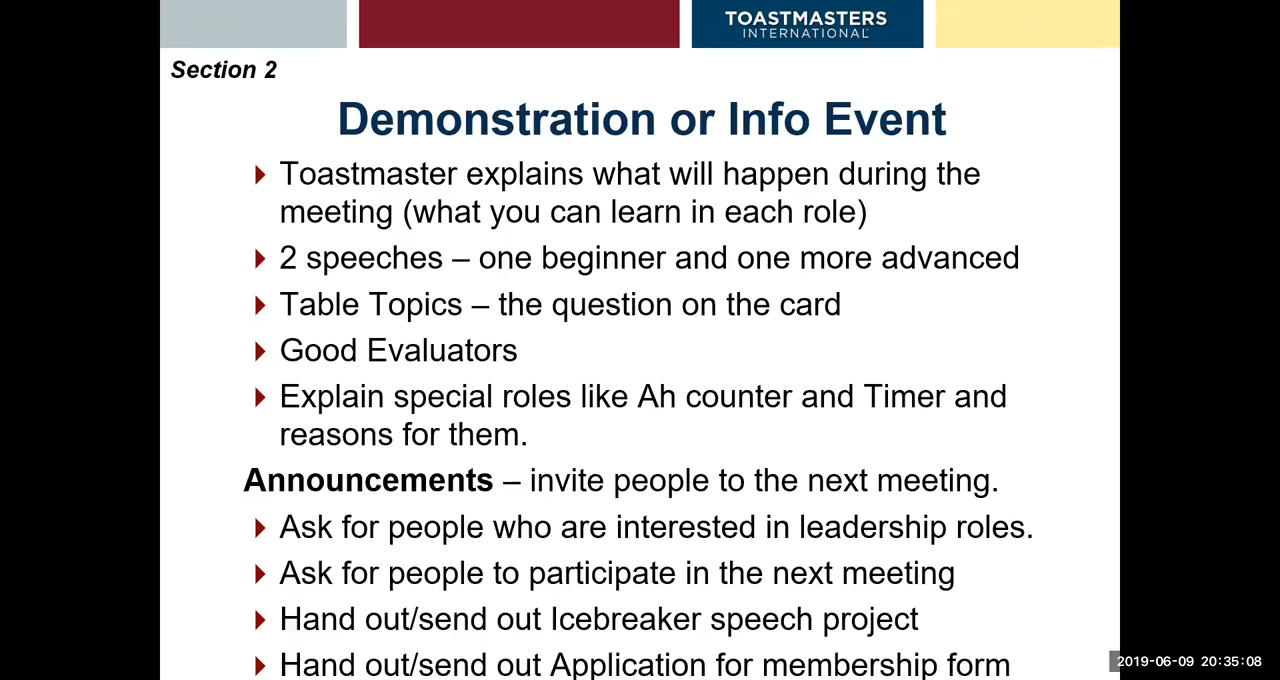 TOASTMASTERS
INTERNATIONAL
Section 2
Demonstration or Info Event
Toastmaster explains what will happen during the
meeting (what you can learn in each role)
2 speeches – one beginner and one more advanced
Table Topics – the question on the card
Good Evaluators
Explain special roles like Ah counter and Timer and
reasons for them.
Announcements – invite people to the next meeting.
Ask for people who are interested in leadership roles.
Ask for people to participate in the next meeting
Hand out/send out Icebreaker speech project
Hand out/send out Application for membership form
2019-06-09 20:35:08